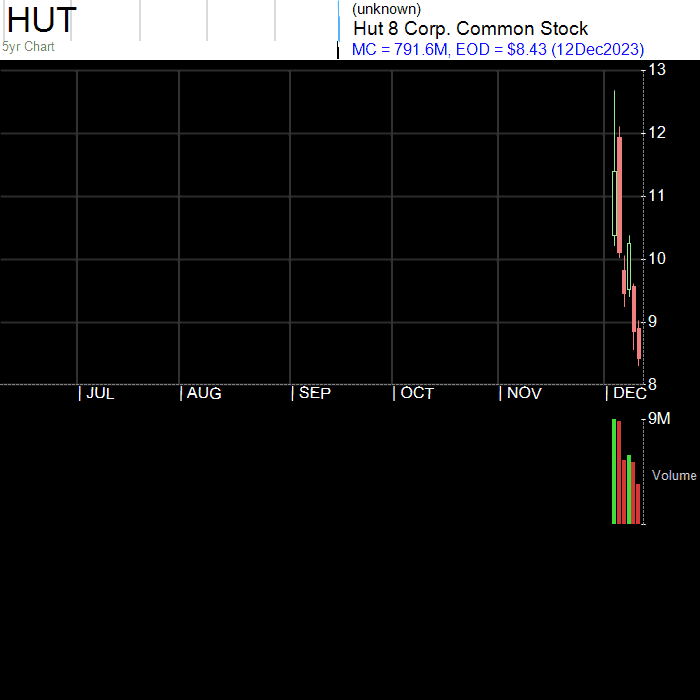 HUT
5yr Chart
(unknown)
Hut 8 Corp. Common Stock
MC = 791.6M, EOD = $8.43 (12Dec2023)
13
12
11
10
9
8
| JUL | AUG | SEP | OCT | NOV | DEC
9M
Volume